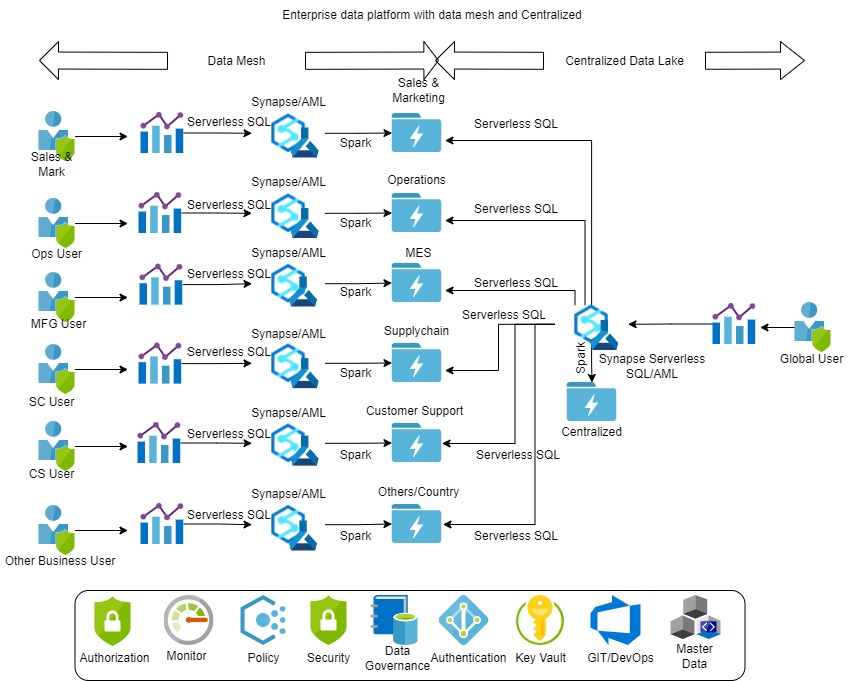 Enterprise data platform with data mesh and Centralized
Data Mesh
Centralized Data Lake
Sales &
Marketing
Synapse/AML
Serverless SQL
Spark
Serverless SQL
Sales &
Mark
Operations
Synapse/AML
Serverless SQL
Spark
Serverless SQL
Ops User
MES
Synapse/AML
Serverless SQL
Spark
Serverless SQL
MFG User
Serverless SQL
Supplychain
Synapse/AML
Serverless SQL
Spark
SC User
Spark
Synapse Serverless
SQL/AML
Global User
Centralized
Customer Support
Synapse/AML
Serverless SQL
Spark
Serverless SQL
CS User
Others/Country
Synapse/AML
Serverless SQL
Spark
Serverless SQL
Other Business User
Authorization
Monitor
Policy
Security
Data
Governance
Authentication
Key Vault
GIT/DevOps
Master
Data